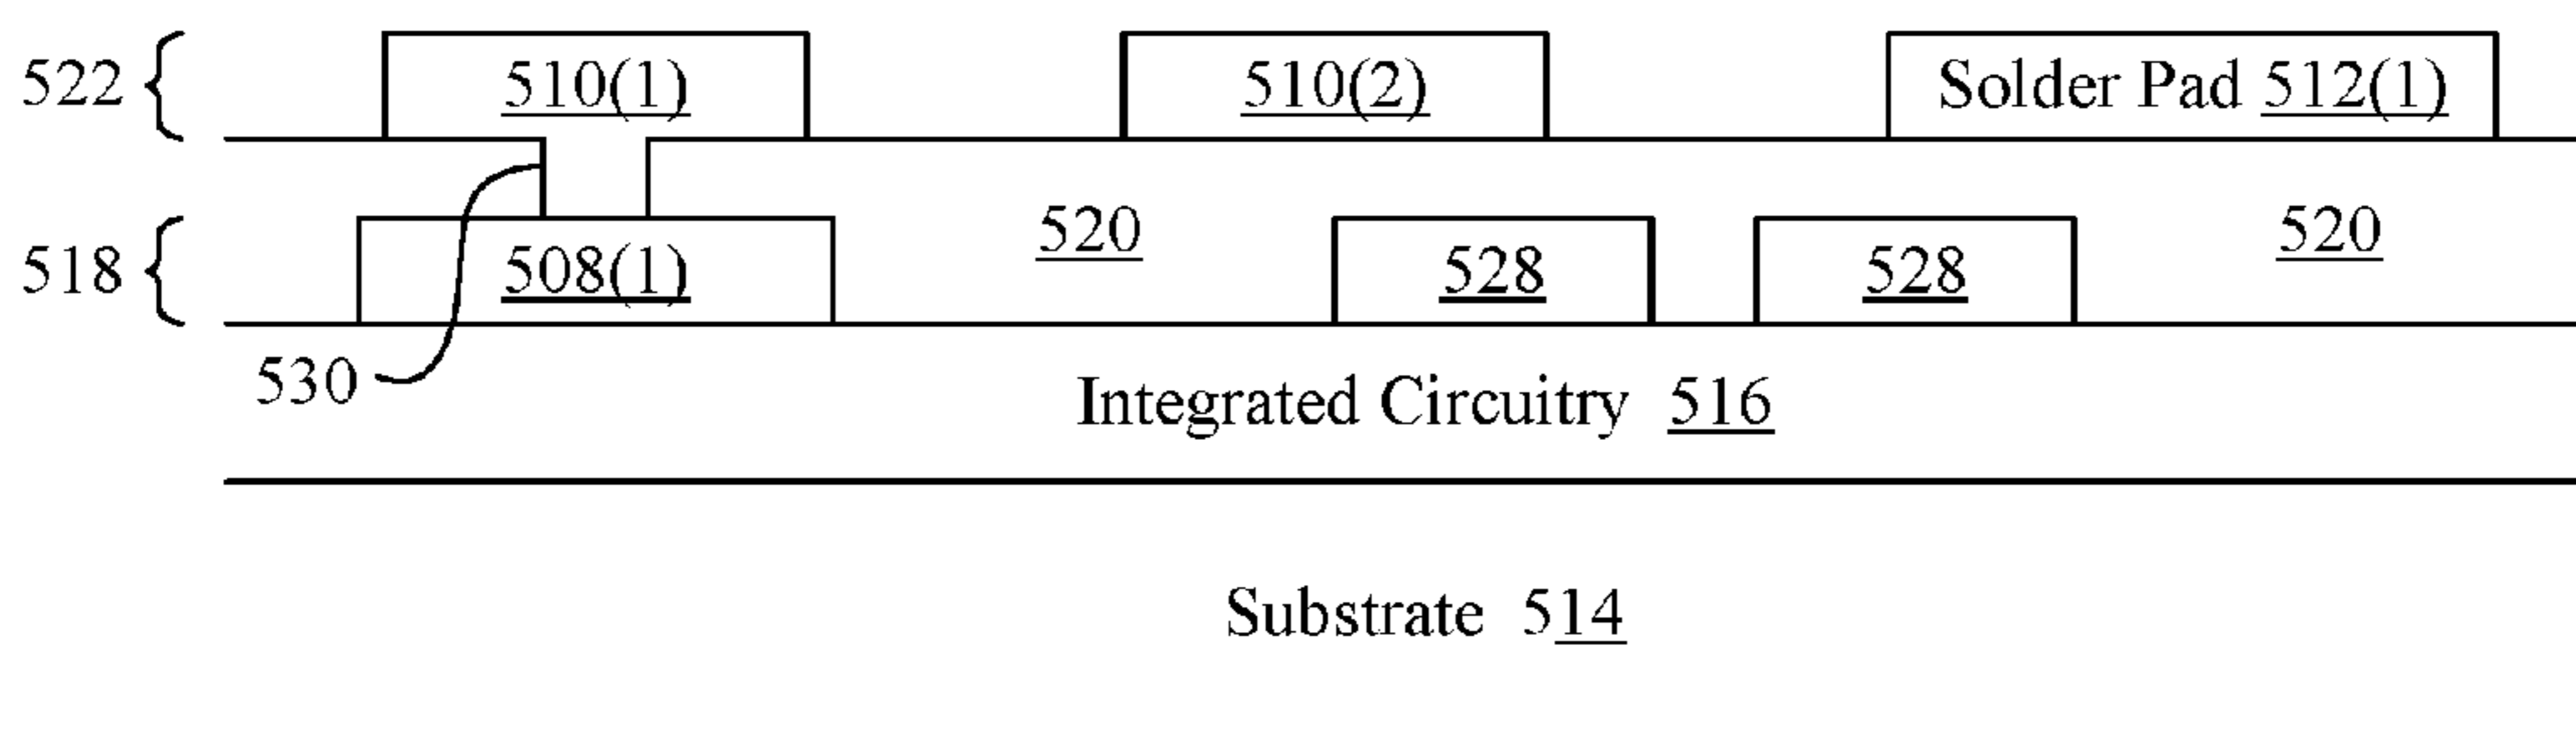 522 510(1) 510(2) Solder Pad 512(1)
520 520
518 508(1) 528 528
530 Integrated Circuitry 516
Substrate 514